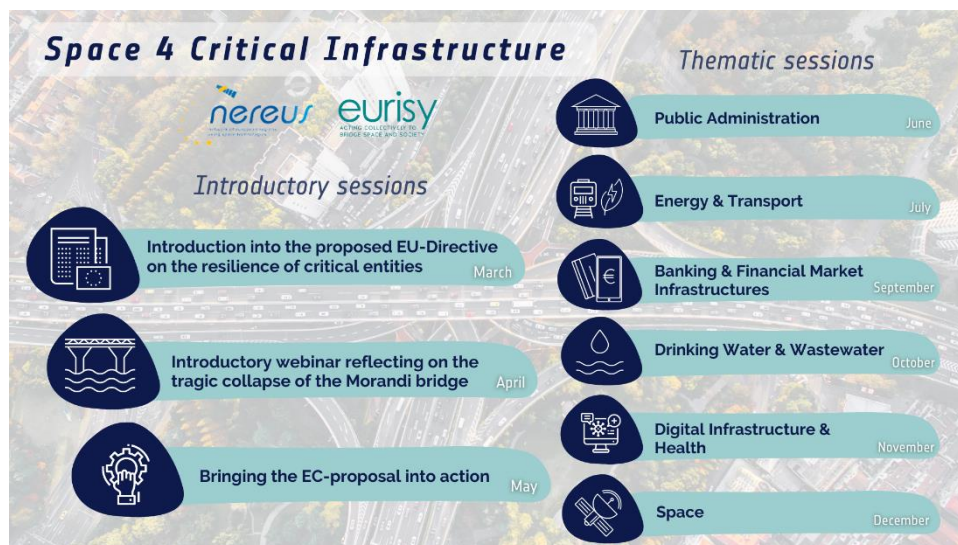 Space 4 Critical Infrastructure
nereus
eurisy
ACTING COLLECTIVELY TO
BRIDGE SPACE AND SOCIETY
Introductory sessions
Introduction into the proposed EU-Directive
on the resilience of critical entities
March
Introductory webinar reflecting on the
tragic collapse of the Morandi bridge
April
Bringing the EC-proposal into action
May
Thematic sessions
Public Administration
June
Energy & Transport
July
Banking & Financial Market
Infrastructures
September
Drinking Water & Wastewater
October
Digital Infrastructure &
Health
November
Space
December